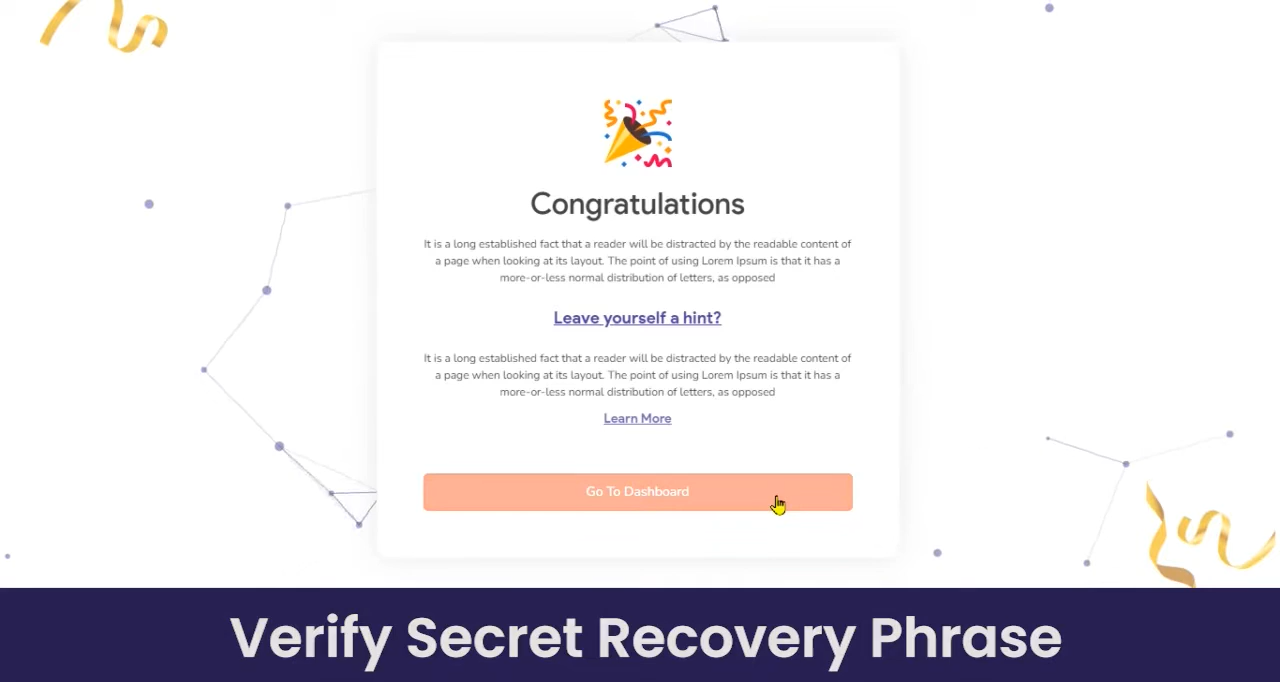 Congratulations
It is a long established fact that a reader will be distracted by the readable content of
a page when looking at its layout. The point of using Lorem Ipsum is that it has a
more-or-less normal distribution of letters, as opposed
Leave yourself a hint?
It is a long established fact that a reader will be distracted by the readable content of
a page when looking at its layout. The point of using Lorem Ipsum is that it has a
more-or-less normal distribution of letters, as opposed
Learn More
Go To Dashboard
Verify Secret Recovery Phrase